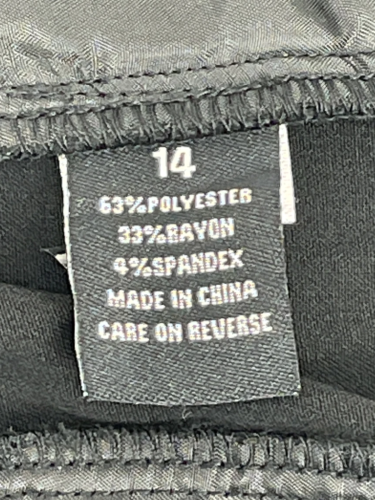 14
63%POLYESTER
33%RAYON
4%SPANDEX
MADE IN CHINA
CARE ON REVERSE